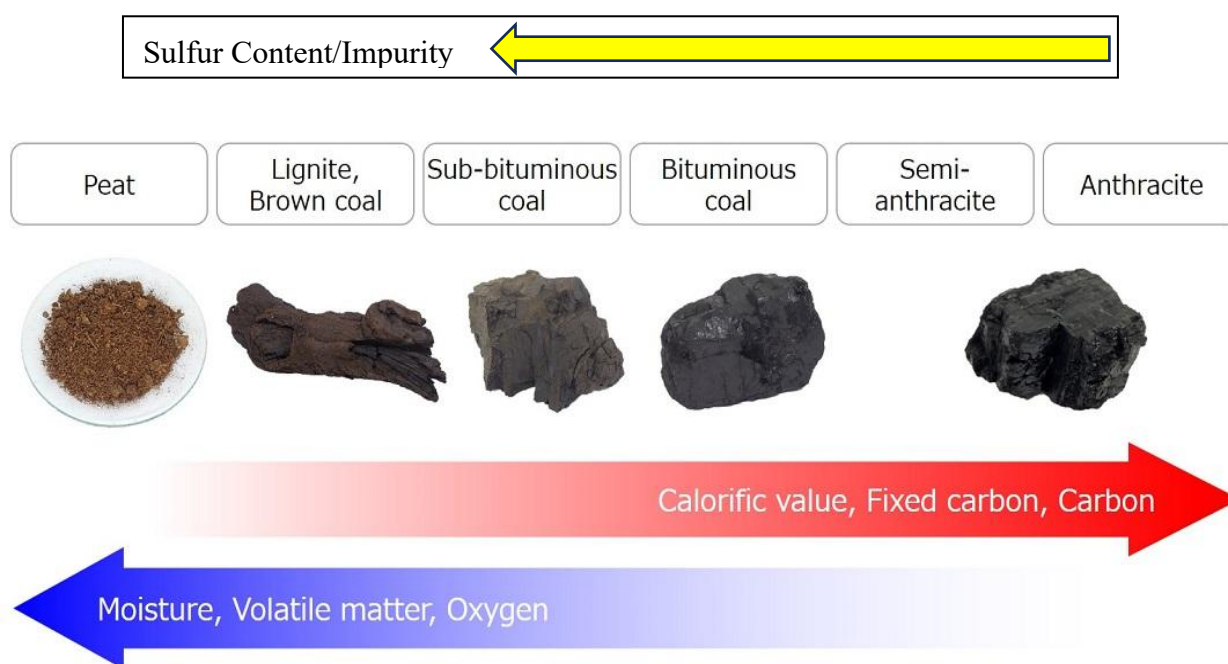 Sulfur Content/Impurity
Peat
Lignite,
Brown coal
Sub-bituminous
coal
Bituminous
coal
Semi-
anthracite
Anthracite
Calorific value, Fixed carbon, Carbon
Moisture, Volatile matter, Oxygen